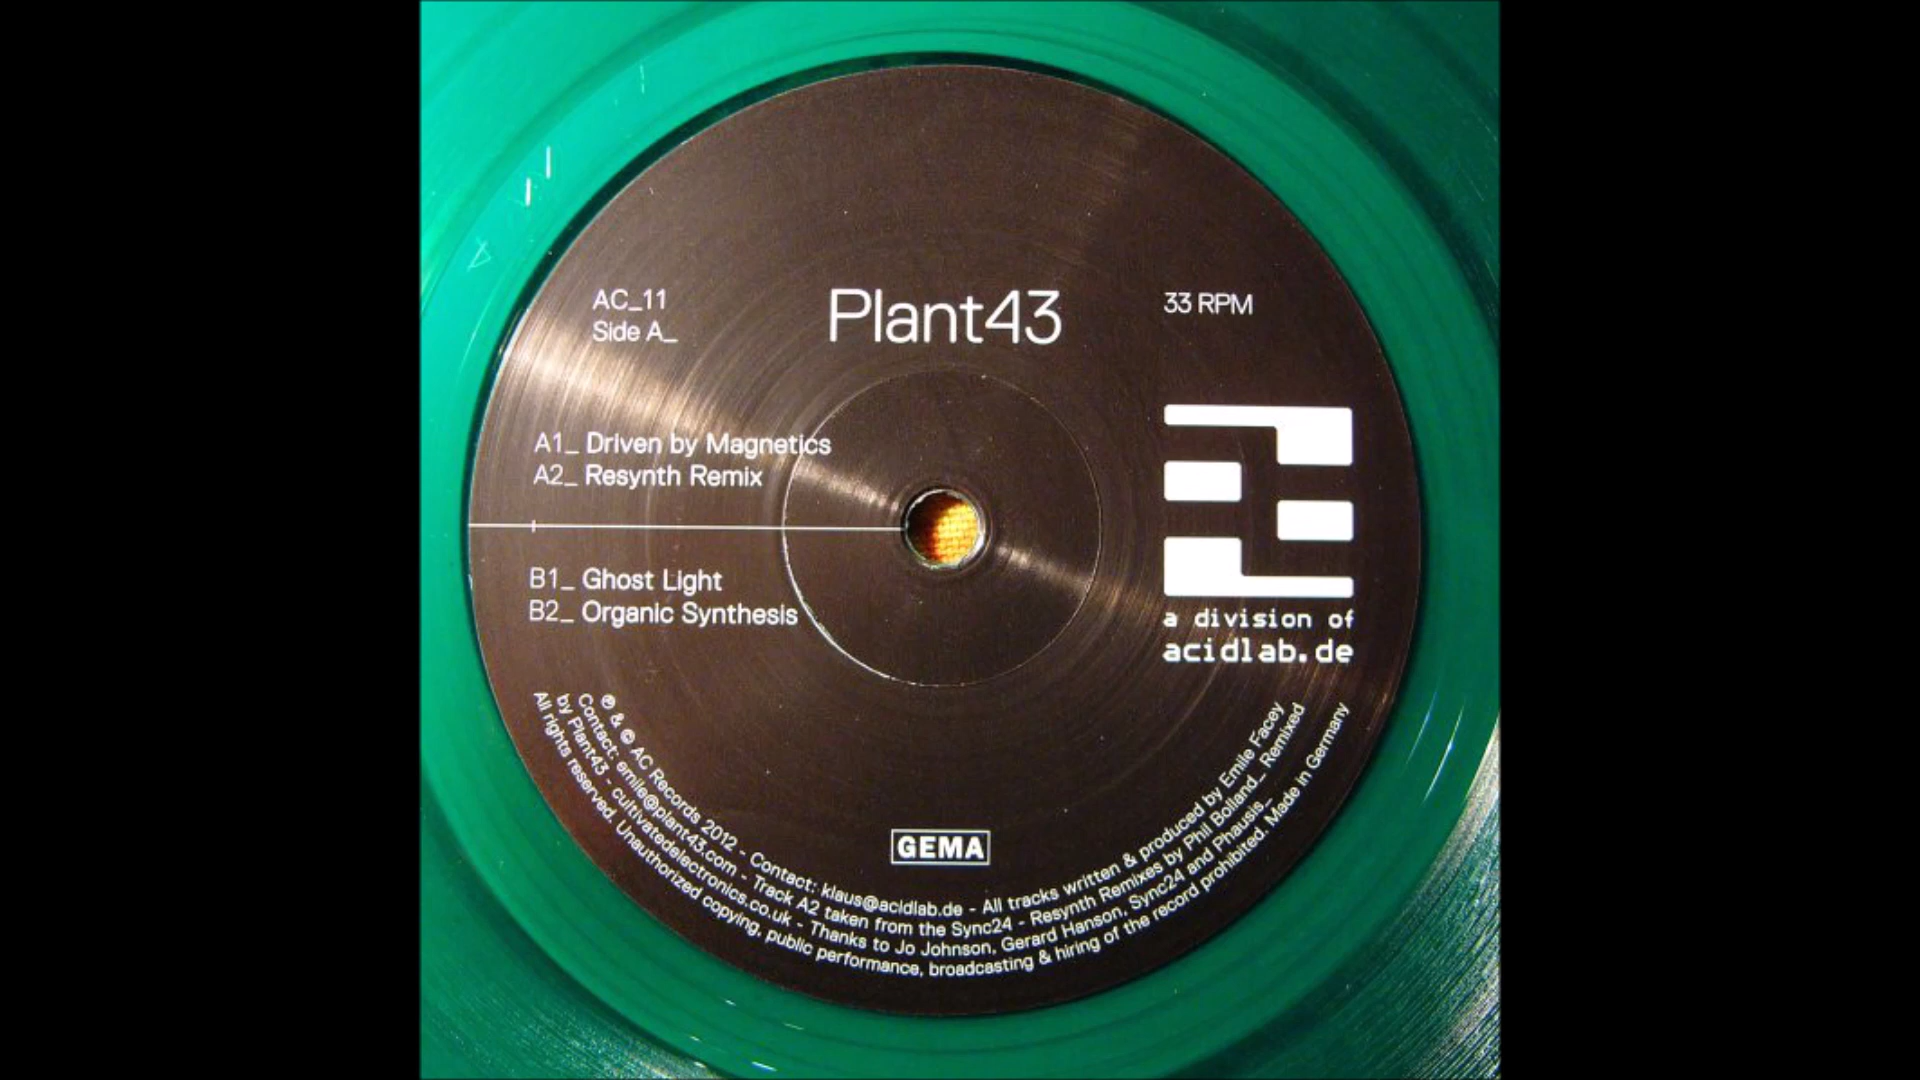 AC_11
Side A_
Plant43
33 RPM
A1_ Driven by Magnetics
A2_ Resynth Remix
B1_ Ghost Light
B2_ Organic Synthesis
a division of
acidlab.de
GEMA
℗ & © AC Records 2012 - Contact: klaus@acidlab.de - All tracks written & produced by Emile Facey
Contact: emile@plant43.com - Track A2 taken from the Sync24 - Resynth Remixes by Phil Bolland_ Remixed
by Plant43 - cultivatedelectronics.co.uk - Thanks to Jo Johnson, Gerard Hanson, Sync24 and Phausis_
All rights reserved. Unauthorized copying, public performance, broadcasting & hiring of the record prohibited. Made in Germany